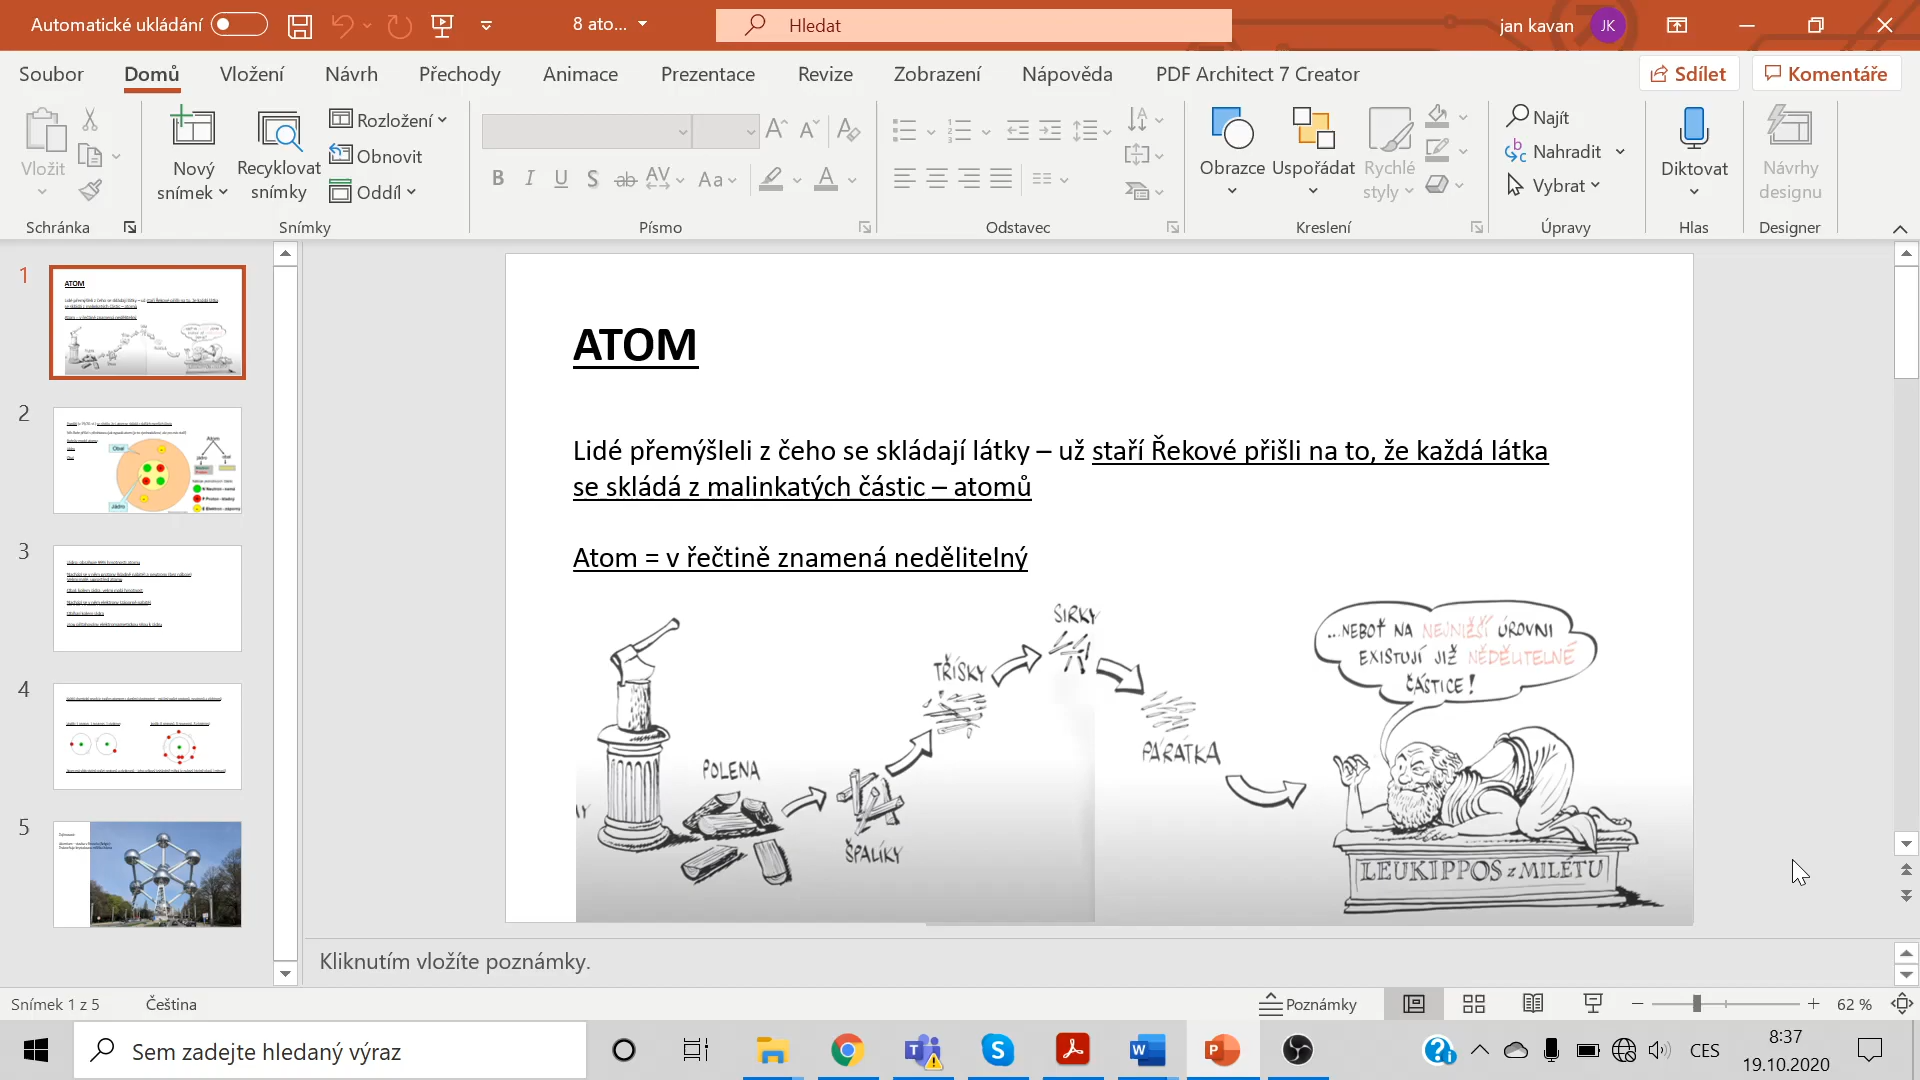 Automatické ukládání
8 ato...
Hledat
jan kavan
JK
Soubor
Domů
Vložení
Návrh
Přechody
Animace
Prezentace
Revize
Zobrazení
Nápověda
PDF Architect 7 Creator
Sdílet
Komentáře
Vložit
Nový snímek
Recyklovat snímky
Rozložení
Obnovit
Oddíl
Obrazce
Uspořádat
Rychlé styly
Najít
Nahradit
Vybrat
Diktovat
Návrhy designu
Schránka
Snímky
Písmo
Odstavec
Kreslení
Úpravy
Hlas
Designer
1
2
3
4
5
ATOM
Lidé přemýšleli z čeho se skládají látky – už staří Řekové přišli na to, že každá látka
se skládá z malinkatých částic – atomů
Atom = v řečtině znamená nedělitelný
POLENA
ŠPALÍKY
TŘÍSKY
SIRKY
PÁRÁTKA
...NEBOŤ NA NEJNIŽŠÍ ÚROVNI
EXISTUJÍ JIŽ NEDĚLITELNÉ
ČÁSTICE!
LEUKIPPOS z MILÉTU
Kliknutím vložíte poznámky.
Snímek 1 z 5
Čeština
Poznámky
62 %
Sem zadejte hledaný výraz
CES
8:37
19.10.2020